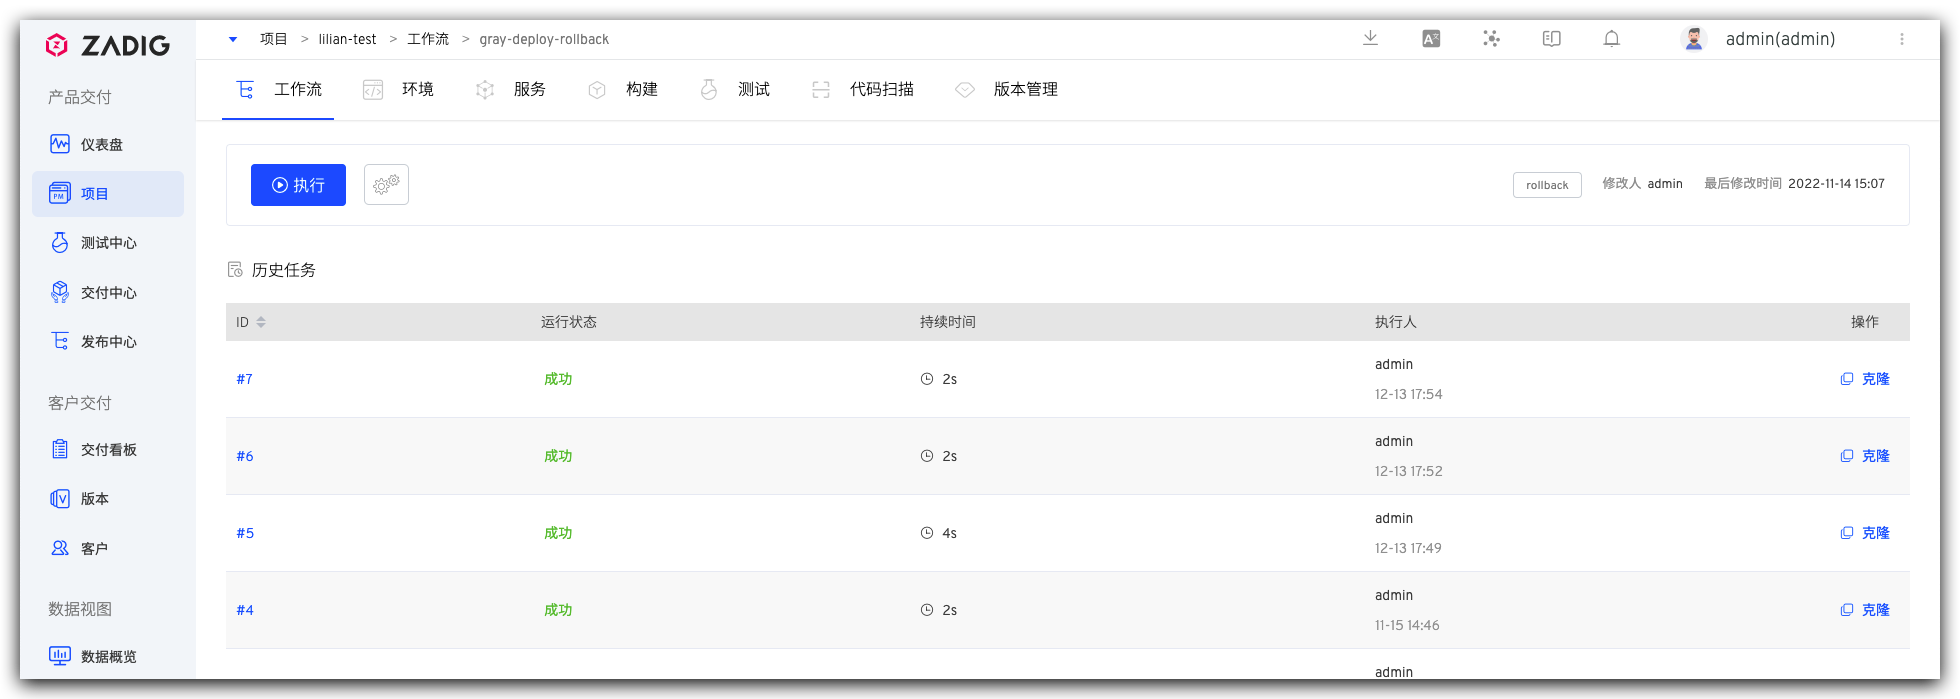 ZADIG
项目 > lilian-test > 工作流 > gray-deploy-rollback
admin(admin)
产品交付
仪表盘
项目
测试中心
交付中心
发布中心
客户交付
交付看板
版本
客户
数据视图
数据概览
工作流 环境 服务 构建 测试 代码扫描 版本管理
执行
rollback 修改人 admin 最后修改时间 2022-11-14 15:07
历史任务
ID 运行状态 持续时间 执行人 操作
#7 成功 2s admin 克隆
12-13 17:54
#6 成功 2s admin 克隆
12-13 17:52
#5 成功 4s admin 克隆
12-13 17:49
#4 成功 2s admin 克隆
11-15 14:46
admin